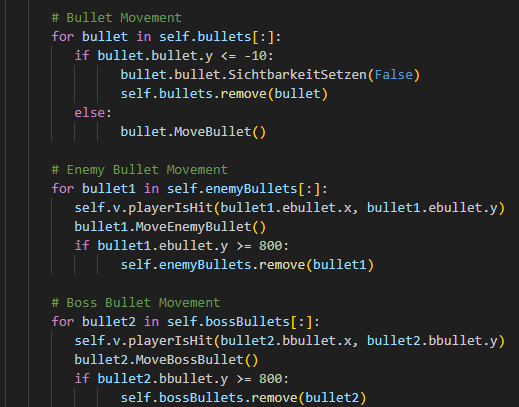 # Bullet Movement
for bullet in self.bullets[:]:
if bullet.bullet.y <= -10:
bullet.bullet.SichtbarkeitSetzen(False)
self.bullets.remove(bullet)
else:
bullet.MoveBullet()
# Enemy Bullet Movement
for bullet1 in self.enemyBullets[:]:
self.v.playerIsHit(bullet1.ebullet.x, bullet1.ebullet.y)
bullet1.MoveEnemyBullet()
if bullet1.ebullet.y >= 800:
self.enemyBullets.remove(bullet1)
# Boss Bullet Movement
for bullet2 in self.bossBullets[:]:
self.v.playerIsHit(bullet2.bbullet.x, bullet2.bbullet.y)
bullet2.MoveBossBullet()
if bullet2.bbullet.y >= 800:
self.bossBullets.remove(bullet2)